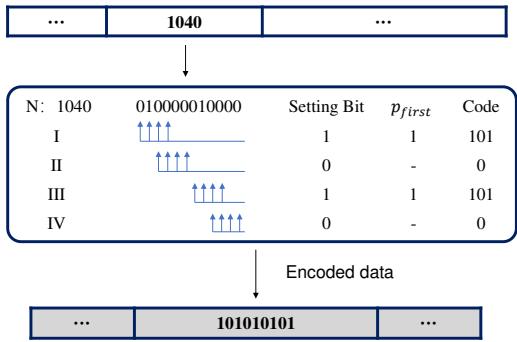 ... 1040 ...
N: 1040 010000010000 Setting Bit p_first Code
I 1 1 101
II 0 - 0
III 1 1 101
IV 0 - 0
Encoded data
... 101010101 ...